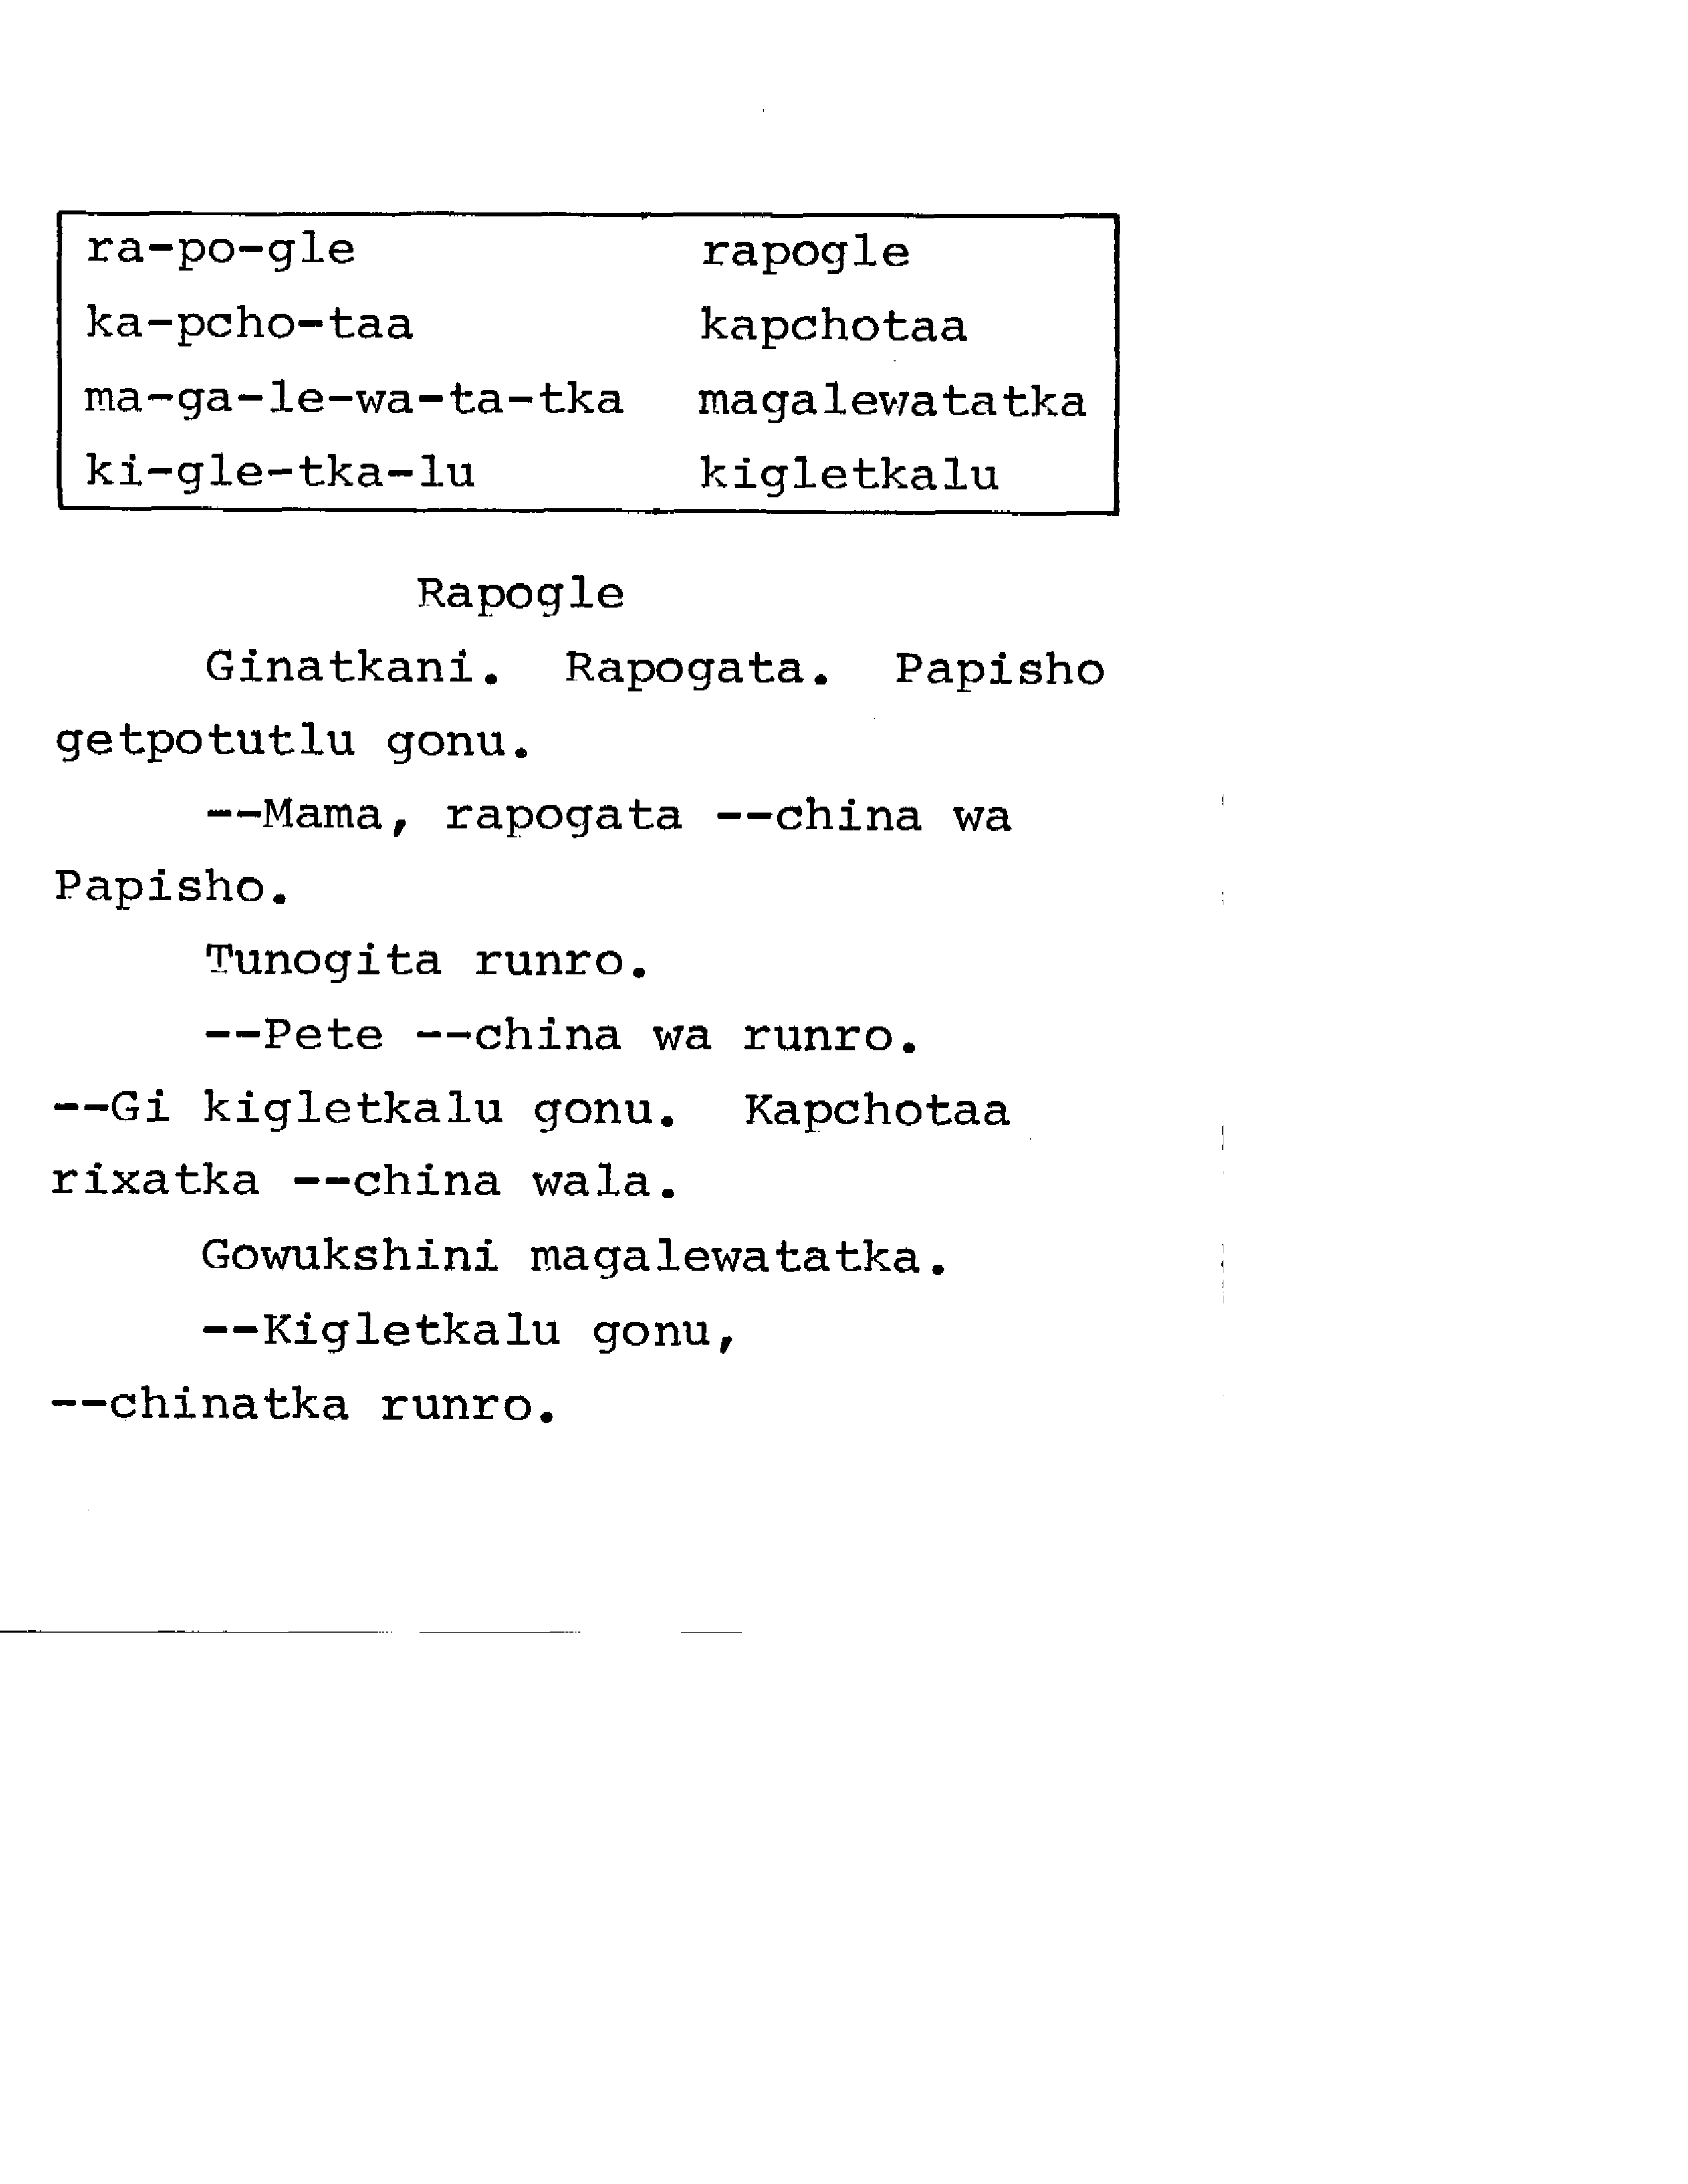 ra-po-gle rapogle
ka-pcho-taa kapchotaa
ma-ga-le-wa-ta-tka magalewatatka
ki-gle-tka-lu kigletkalu
Rapogle
Ginatkani. Rapogata. Papisho
getpotutlu gonu.
--Mama, rapogata --china wa
Papisho.
Tunogita runro.
--Pete --china wa runro.
--Gi kigletkalu gonu. Kapchotaa
rixatka --china wala.
Gowukshini magalewatatka.
--Kigletkalu gonu,
--chinatka runro.